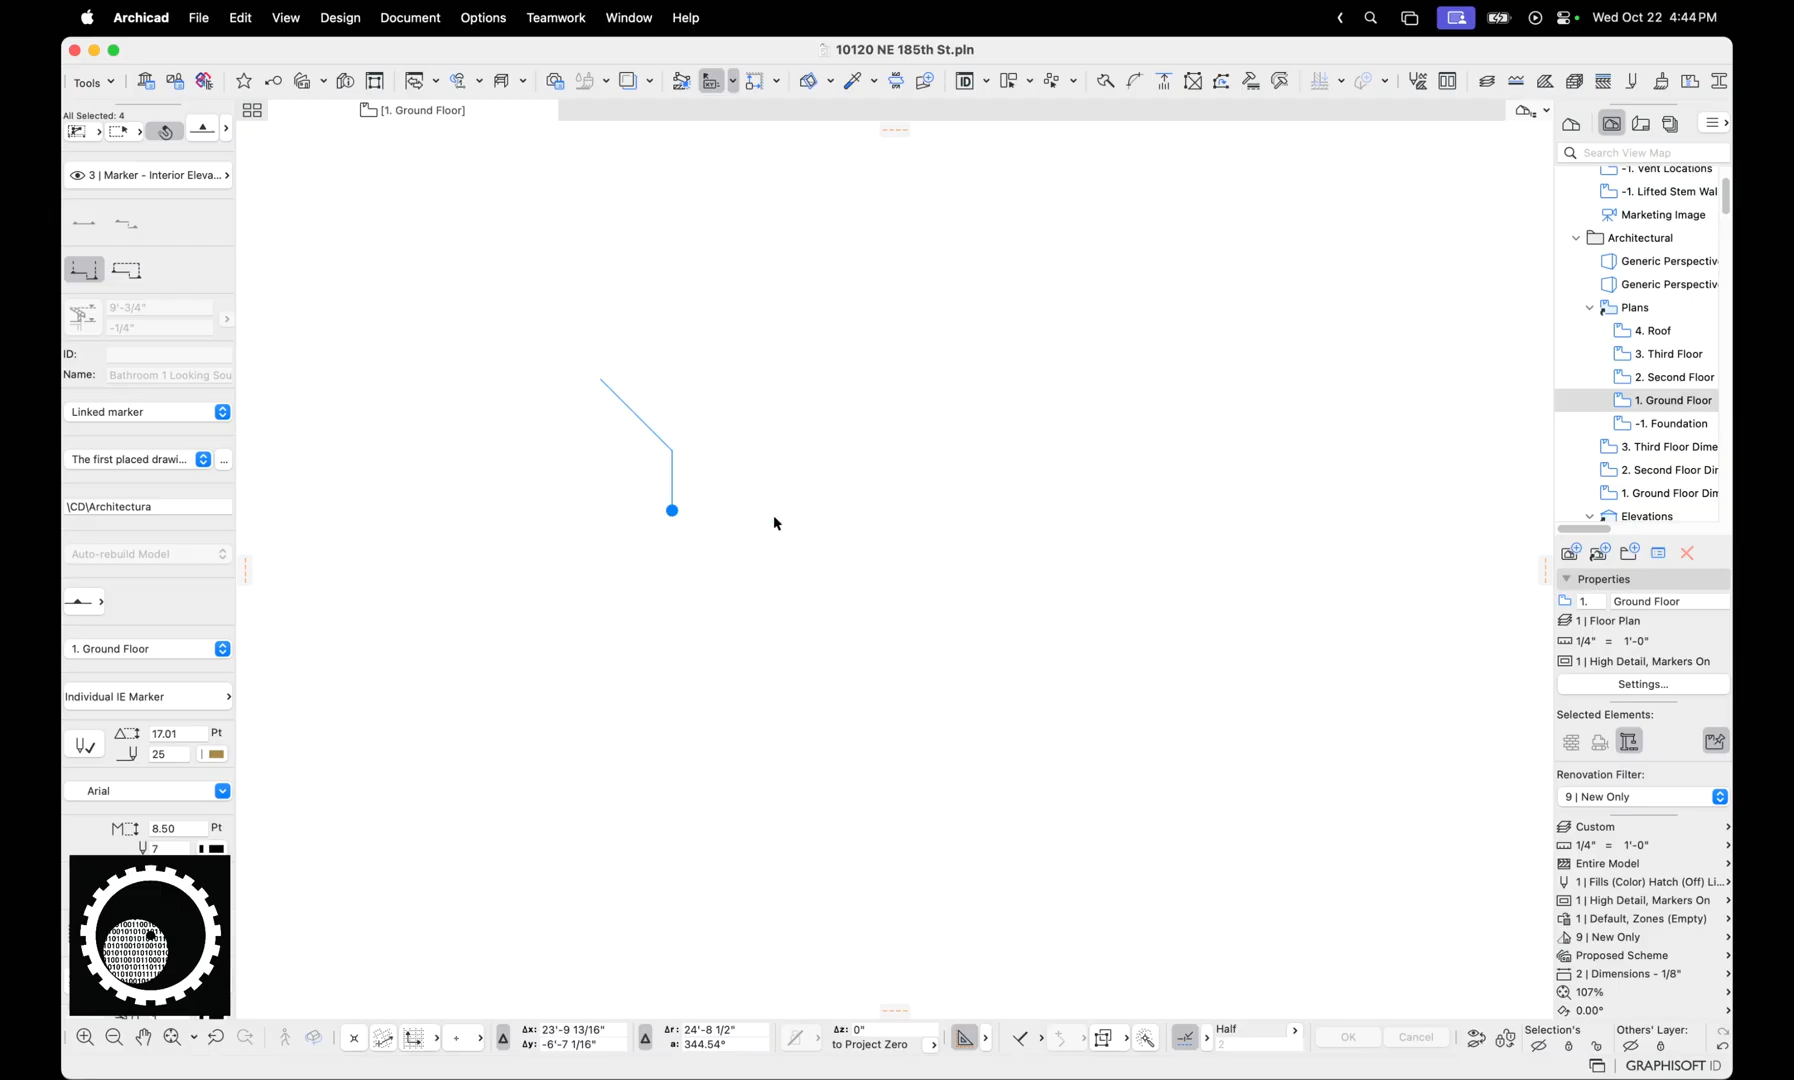 Archicad File Edit View Design Document Options Teamwork Window Help
Wed Oct 22 4:44 PM
10120 NE 185th St.pln
Tools
[1. Ground Floor]
All Selected: 4
3 | Marker - Interior Eleva...
9'-3/4"
-1/4"
ID:
Name: Bathroom 1 Looking Sou
Linked marker
The first placed drawi... ...
\CD\Architectura
Auto-rebuild Model
1. Ground Floor
Individual IE Marker
17.01 Pt
25
Arial
8.50 Pt
7
Search View Map
-1. Vent Locations
-1. Lifted Stem Wal
Marketing Image
Architectural
Generic Perspectiv
Generic Perspectiv
Plans
4. Roof
3. Third Floor
2. Second Floor
1. Ground Floor
-1. Foundation
3. Third Floor Dime
2. Second Floor Dir
1. Ground Floor Dim
Elevations
Properties
1. Ground Floor
1 | Floor Plan
1/4" = 1'-0"
1 | High Detail, Markers On
Settings...
Selected Elements:
Renovation Filter:
9 | New Only
Custom
1/4" = 1'-0"
Entire Model
1 | Fills (Color) Hatch (Off) Li...
1 | High Detail, Markers On
1 | Default, Zones (Empty)
9 | New Only
Proposed Scheme
2 | Dimensions - 1/8"
107%
0.00°
Δx: 23'-9 13/16"
Δy: -6'-7 1/16"
Δr: 24'-8 1/2"
a: 344.54°
Δz: 0"
to Project Zero
Half
2
OK
Cancel
Selection's
Others' Layer:
GRAPHISOFT ID